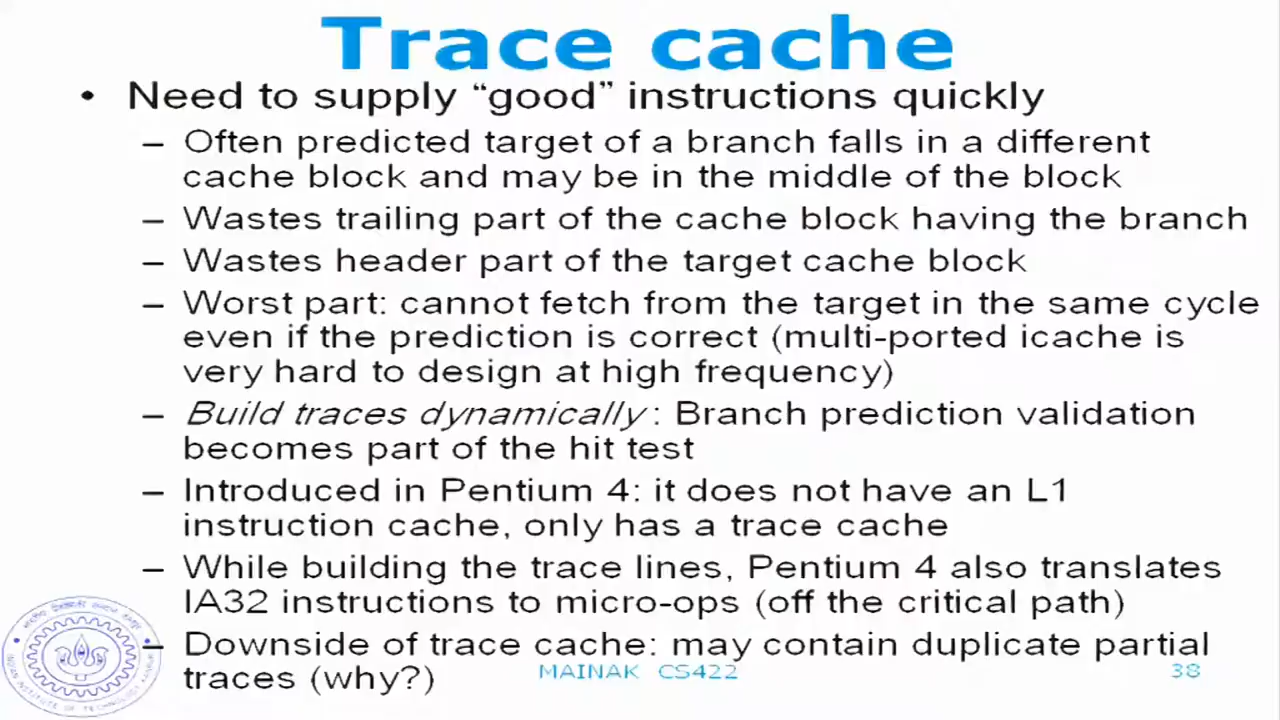 Trace cache
• Need to supply “good” instructions quickly
– Often predicted target of a branch falls in a different
cache block and may be in the middle of the block
– Wastes trailing part of the cache block having the branch
– Wastes header part of the target cache block
– Worst part: cannot fetch from the target in the same cycle
even if the prediction is correct (multi-ported icache is
very hard to design at high frequency)
– Build traces dynamically: Branch prediction validation
becomes part of the hit test
– Introduced in Pentium 4: it does not have an L1
instruction cache, only has a trace cache
– While building the trace lines, Pentium 4 also translates
IA32 instructions to micro-ops (off the critical path)
– Downside of trace cache: may contain duplicate partial
traces (why?)
MAINAK CS422
38
INDIAN INSTITUTE OF TECHNOLOGY KANPUR